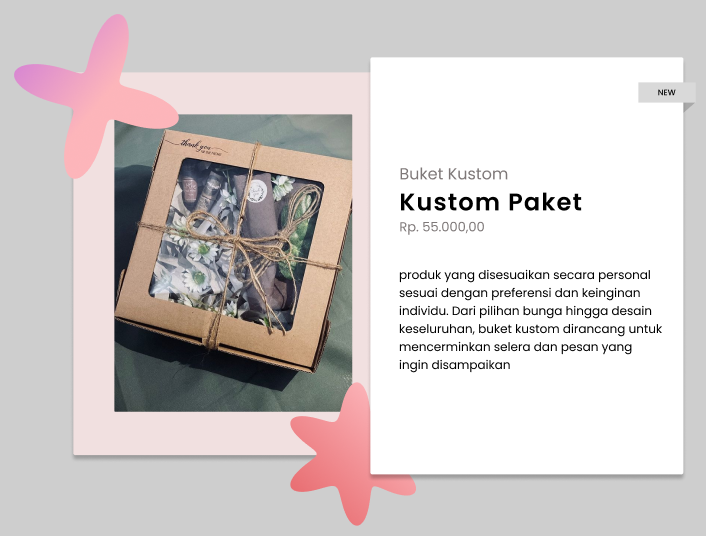 thank you
NEW
Buket Kustom
Kustom Paket
Rp. 55.000,00
produk yang disesuaikan secara personal
sesuai dengan preferensi dan keinginan
individu. Dari pilihan bunga hingga desain
keseluruhan, buket kustom dirancang untuk
mencerminkan selera dan pesan yang
ingin disampaikan